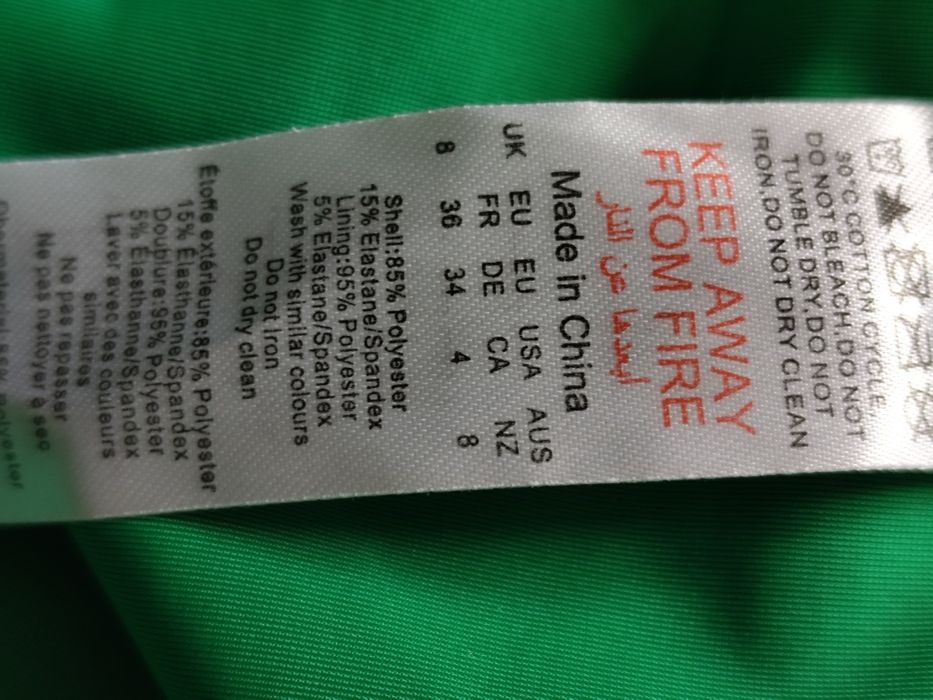 30°C COTTON CYCLE.
DO NOT BLEACH.DO NOT
TUMBLE DRY.DO NOT
IRON.DO NOT DRY CLEAN
KEEP AWAY
FROM FIRE
أبعدها عن النار
Made in China
UK EU EU USA AUS
FR DE CA NZ
8 36 34 4 8
Shell:85% Polyester
15% Elastane/Spandex
Lining:95% Polyester
5% Elastane/Spandex
Wash with similar colours
Do not Iron
Do not dry clean
Etoffe extérieure:85% Polyester
15% Elasthanne/Spandex
Doublure:95% Polyester
5% Elasthanne/Spandex
Laver avec des couleurs
similaires
Ne pas repasser
Ne pas nettoyer a sec